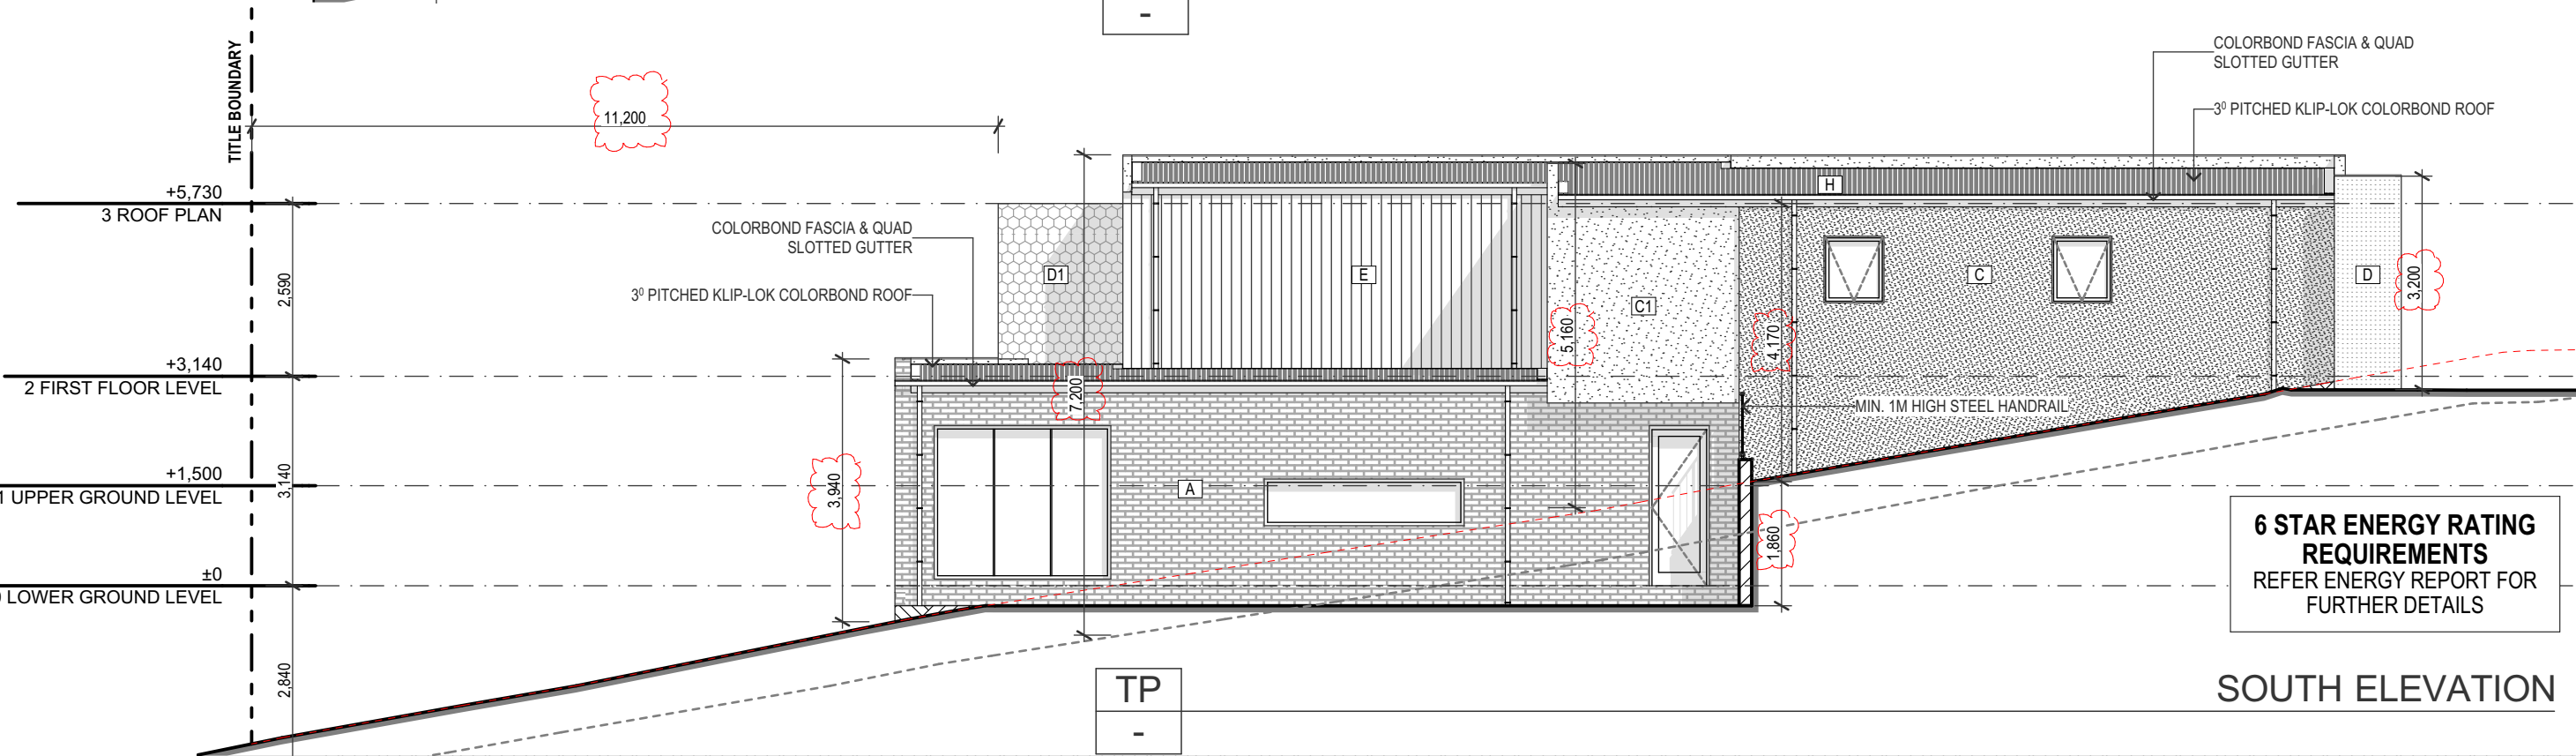 -
TITLE BOUNDARY
11,200
COLORBOND FASCIA & QUAD
SLOTTED GUTTER
3⁰ PITCHED KLIP-LOK COLORBOND ROOF
+5,730
3 ROOF PLAN
H
COLORBOND FASCIA & QUAD
SLOTTED GUTTER
D1
E
C1
C
D
3,200
2,590
3⁰ PITCHED KLIP-LOK COLORBOND ROOF
5,160
4,170
+3,140
2 FIRST FLOOR LEVEL
7,200
MIN. 1M HIGH STEEL HANDRAIL
+1,500
1 UPPER GROUND LEVEL
3,140
3,940
A
1,860
±0
LOWER GROUND LEVEL
6 STAR ENERGY RATING
REQUIREMENTS
REFER ENERGY REPORT FOR
FURTHER DETAILS
2,840
TP
-
SOUTH ELEVATION